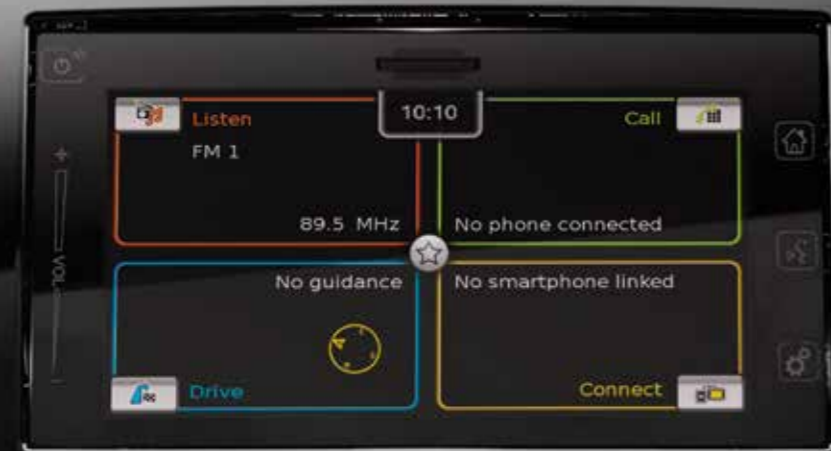 10:10
Listen
FM 1
89.5 MHz
Call
No phone connected
No guidance
Drive
No smartphone linked
Connect
+
VOL
-